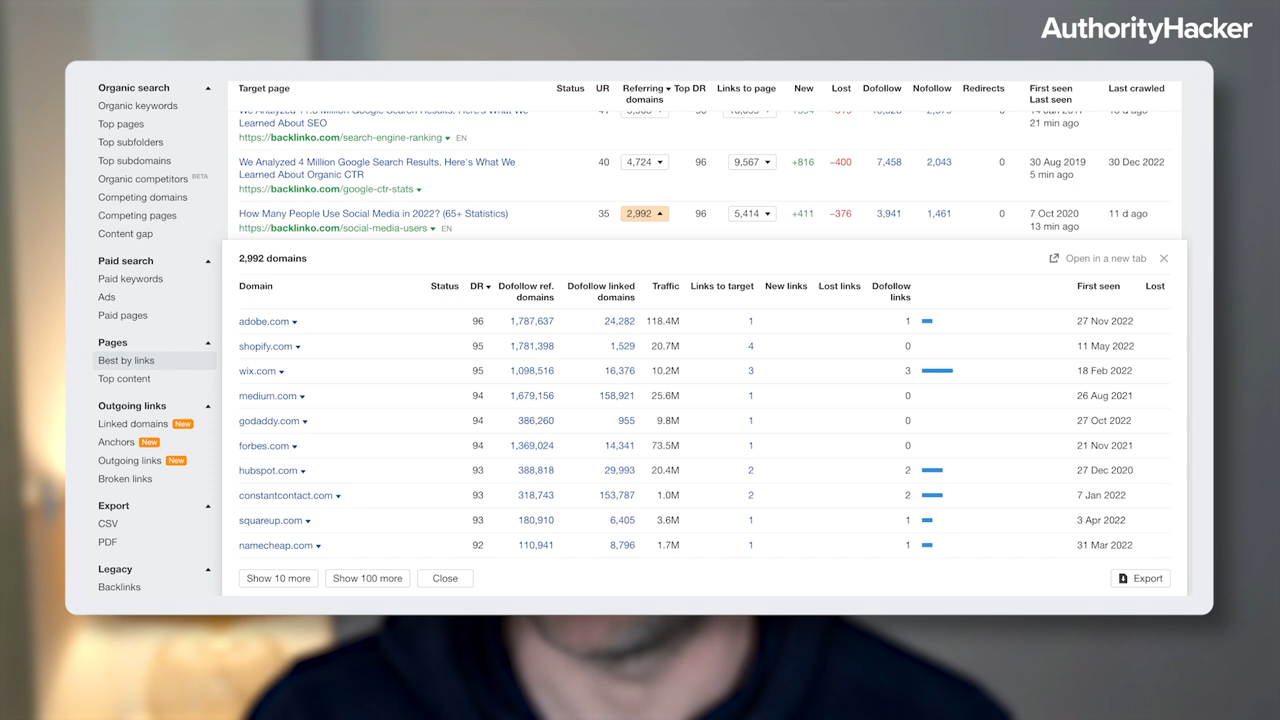 AuthorityHacker
Organic search
Organic keywords
Top pages
Top subfolders
Top subdomains
Organic competitors BETA
Competing domains
Competing pages
Content gap
Paid search
Paid keywords
Ads
Paid pages
Pages
Best by links
Top content
Outgoing links
Linked domains New
Anchors New
Outgoing links New
Broken links
Export
CSV
PDF
Legacy
Backlinks
Target page Status UR Referring domains Top DR Links to page New Lost Dofollow Nofollow Redirects First seen Last seen Last crawled
Learned About SEO
https://backlinko.com/search-engine-ranking EN 21 min ago
We Analyzed 4 Million Google Search Results. Here's What We 40 4,724 96 9,567 +816 -400 7,458 2,043 0 30 Aug 2019 30 Dec 2022
Learned About Organic CTR 5 min ago
https://backlinko.com/google-ctr-stats
How Many People Use Social Media in 2022? (65+ Statistics) 35 2,992 96 5,414 +411 -376 3,941 1,461 0 7 Oct 2020 11 d ago
https://backlinko.com/social-media-users EN 13 min ago
2,992 domains Open in a new tab
Domain Status DR Dofollow ref. domains Dofollow linked domains Traffic Links to target New links Lost links Dofollow links First seen Lost
adobe.com 96 1,787,637 24,282 118.4M 1 1 27 Nov 2022
shopify.com 95 1,781,398 1,529 20.7M 4 0 11 May 2022
wix.com 95 1,098,516 16,376 10.2M 3 3 18 Feb 2022
medium.com 94 1,679,156 158,921 25.6M 1 0 26 Aug 2021
godaddy.com 94 386,260 955 9.8M 1 0 27 Oct 2022
forbes.com 94 1,369,024 14,341 73.5M 1 0 21 Nov 2021
hubspot.com 93 388,818 29,993 20.4M 2 2 27 Dec 2020
constantcontact.com 93 318,743 153,787 1.0M 2 2 7 Jan 2022
squareup.com 93 180,910 6,405 3.6M 1 1 3 Apr 2022
namecheap.com 92 110,941 8,796 1.7M 1 1 31 Mar 2022
Show 10 more Show 100 more Close Export